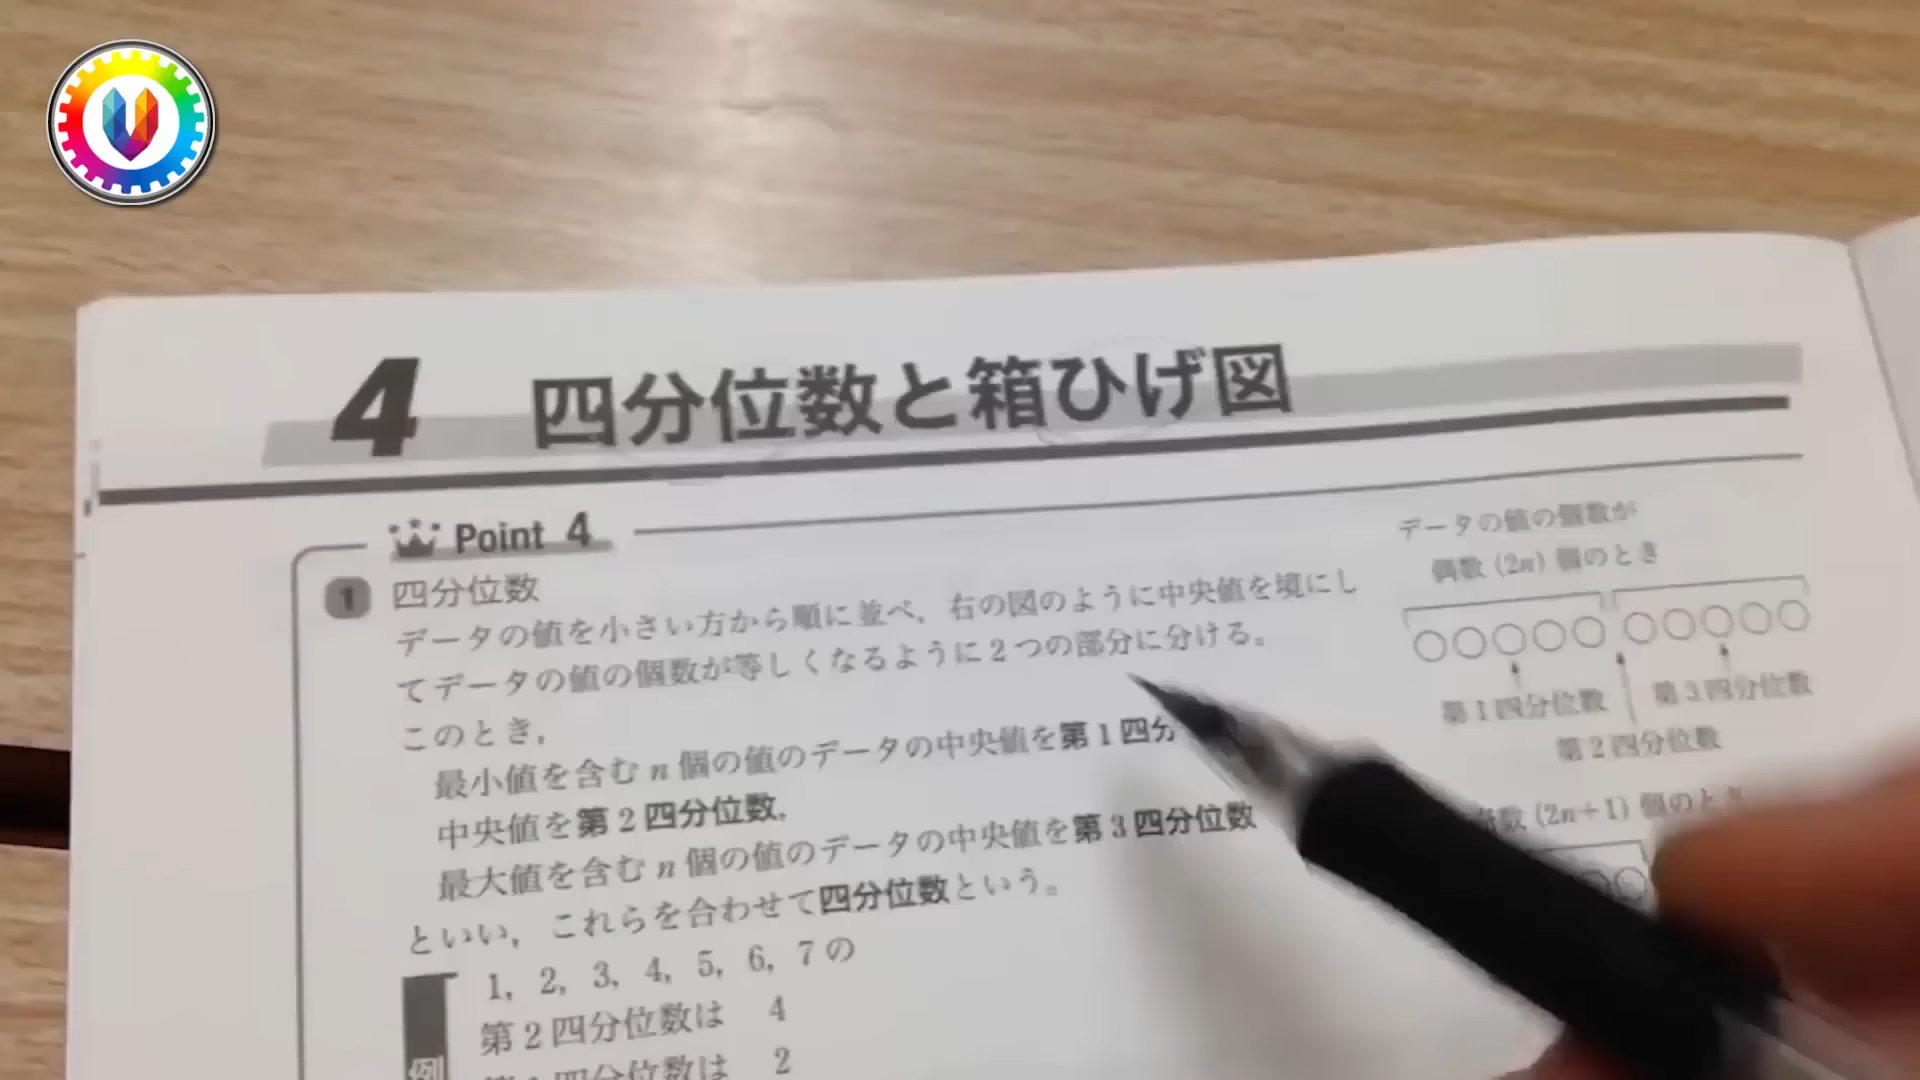 4 四分位数と箱ひげ図
Point 4
1 四分位数
データの値を小さい方から順に並べ，右の図のように中央値を境にし
てデータの値の個数が等しくなるように2つの部分に分ける。
このとき，
最小値を含む n 個の値のデータの中央値を第1四分
中央値を第2四分位数，
最大値を含む n 個の値のデータの中央値を第3四分位数
といい，これらを合わせて四分位数という。
例
1, 2, 3, 4, 5, 6, 7 の
第2四分位数は 4
四分位数は 2
データの値の個数が
偶数 (2n) 個のとき
第1四分位数
第3四分位数
第2四分位数
奇数 (2n+1) 個のとき